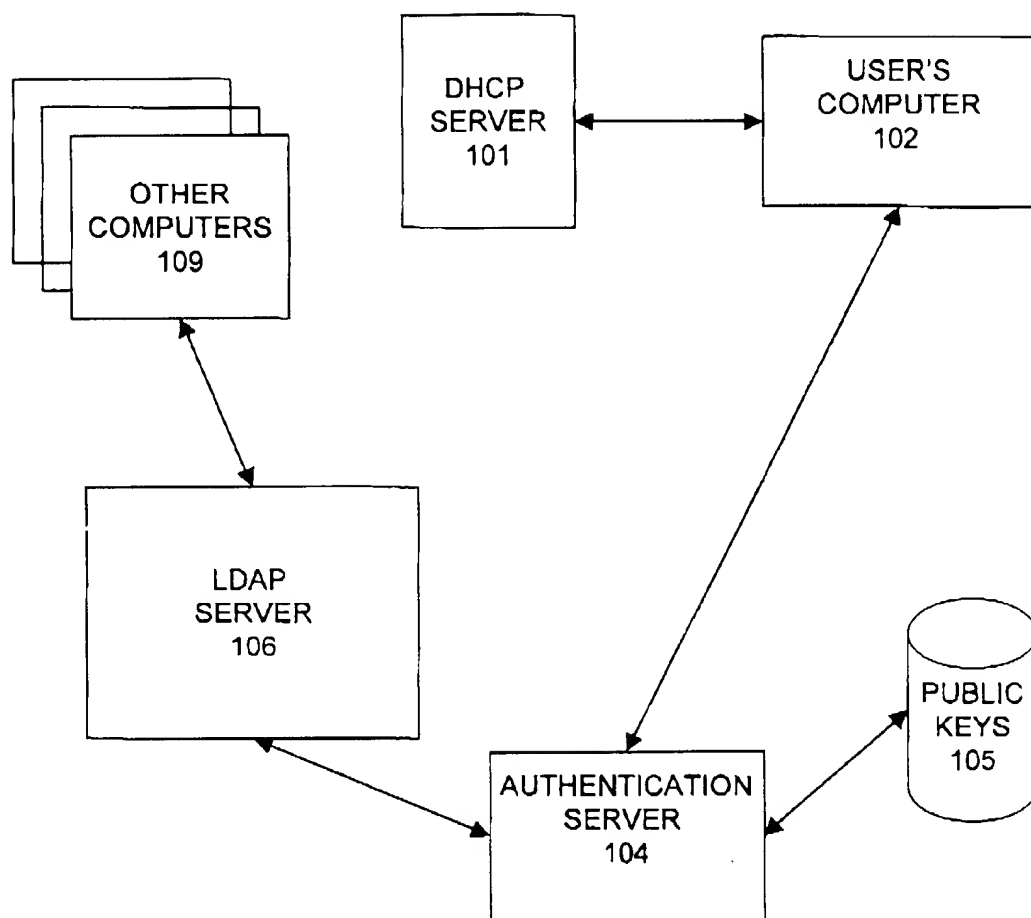 DHCP
SERVER
101
USER'S
COMPUTER
102
OTHER
COMPUTERS
109
LDAP
SERVER
106
PUBLIC
KEYS
105
AUTHENTICATION
SERVER
104